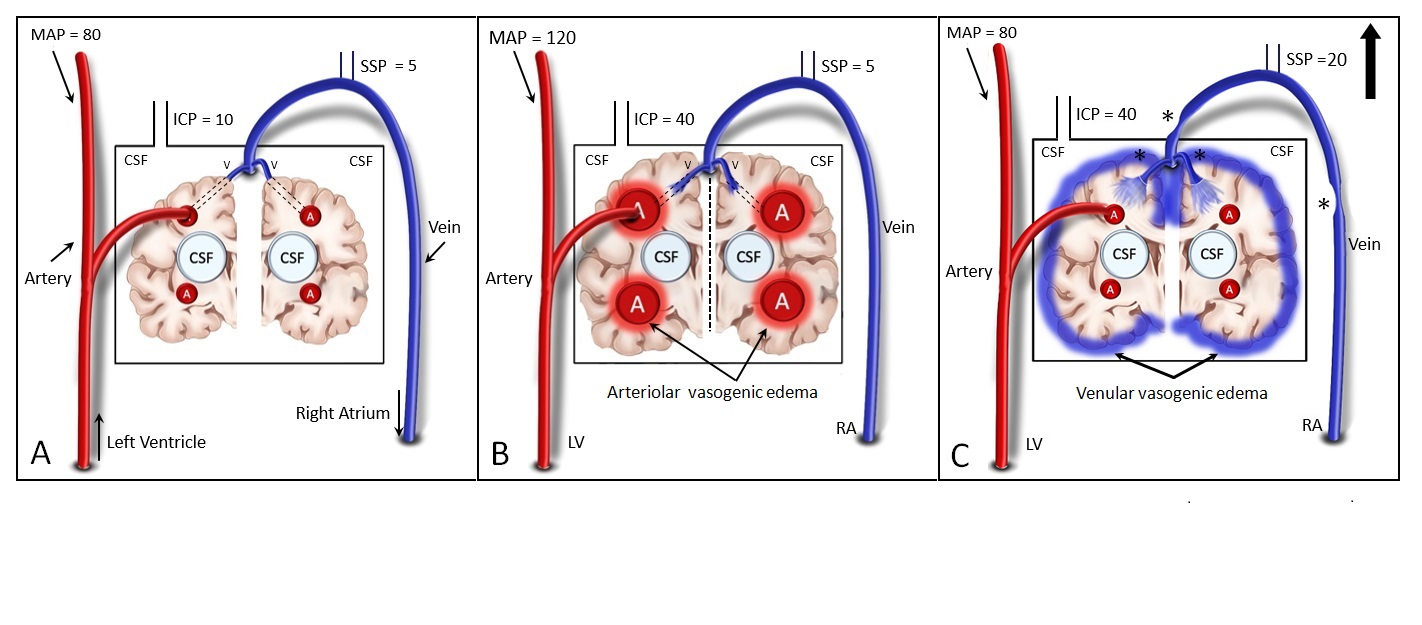 MAP = 80
SSP = 5
ICP = 10
CSF
CSF
V
V
A
A
Vein
CSF
CSF
Artery
A
A
Right Atrium
Left Ventricle
A
MAP = 120
SSP = 5
ICP = 40
CSF
CSF
V
V
A
A
Vein
CSF
CSF
Artery
A
A
Arteriolar vasogenic edema
RA
LV
B
MAP = 80
SSP =20
ICP = 40
*
CSF
CSF
*
*
*
A
A
Vein
CSF
CSF
Artery
A
A
Venular vasogenic edema
RA
LV
C